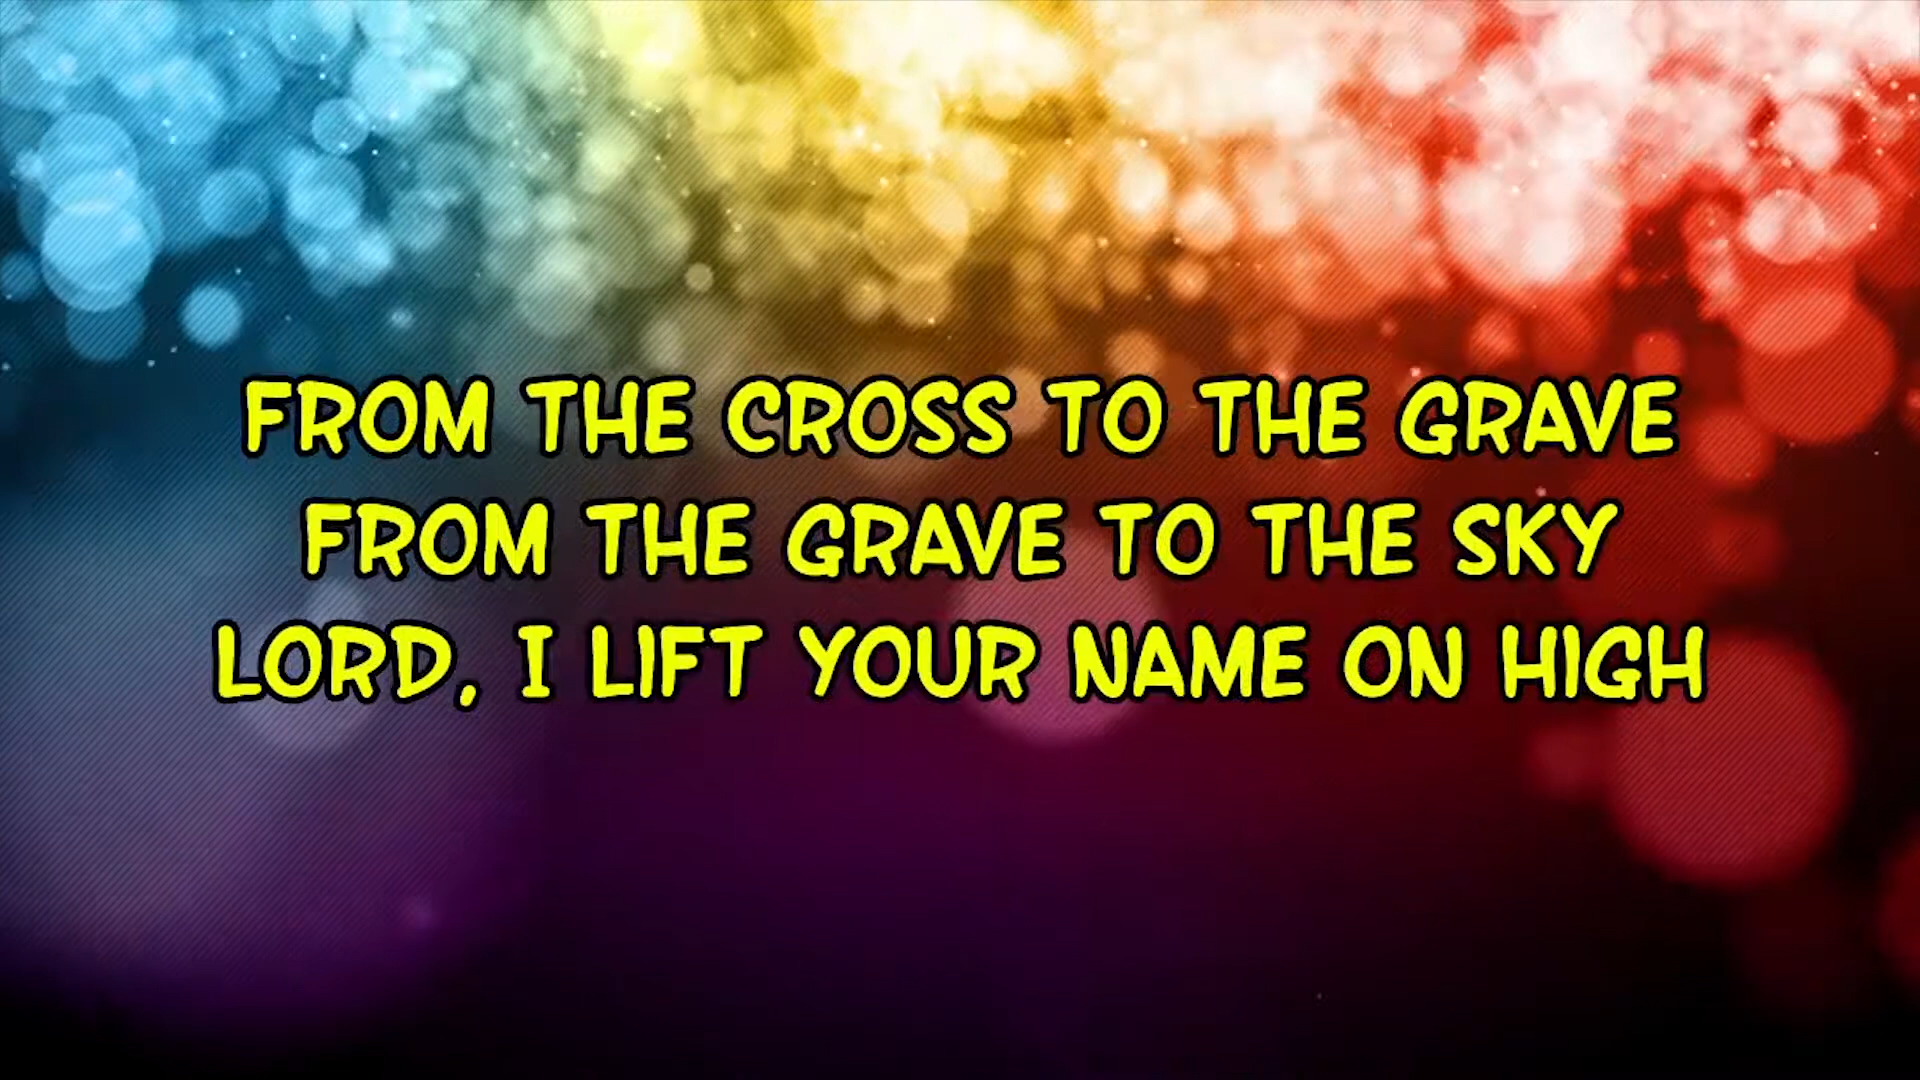 FROM THE CROSS TO THE GRAVE
FROM THE GRAVE TO THE SKY
LORD, I LIFT YOUR NAME ON HIGH